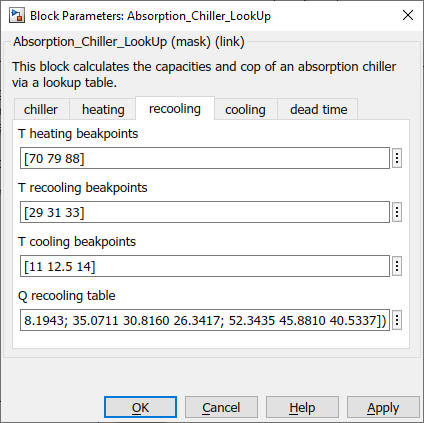 Block Parameters: Absorption_Chiller_LookUp
Absorption_Chiller_LookUp (mask) (link)
This block calculates the capacities and cop of an absorption chiller
via a lookup table.
chiller heating recooling cooling dead time
T heating beakpoints
[70 79 88]
T recooling beakpoints
[29 31 33]
T cooling beakpoints
[11 12.5 14]
Q recooling table
8.1943; 35.0711 30.8160 26.3417; 52.3435 45.8810 40.5337])
OK Cancel Help Apply